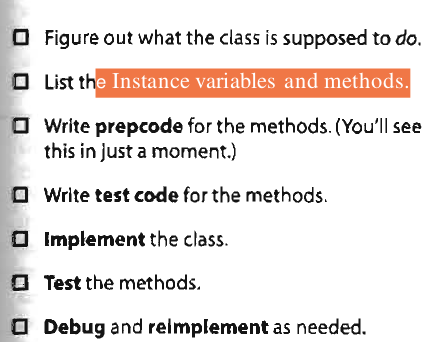 Figure out what the class is supposed to do.
List the Instance variables and methods.
Write prepcode for the methods. (You'll see
this in just a moment.)
Write test code for the methods.
Implement the class.
Test the methods.
Debug and reimplement as needed.